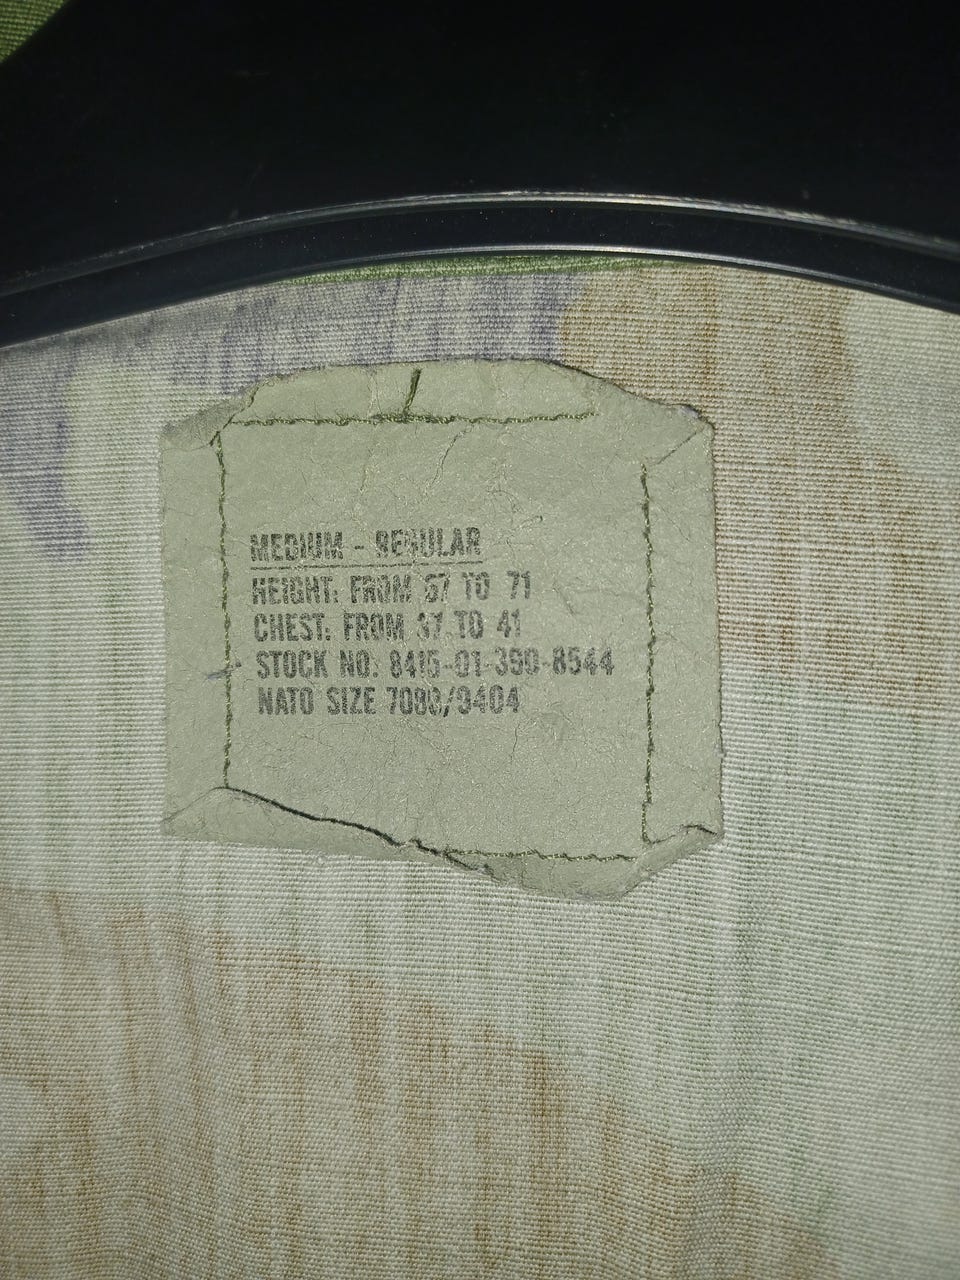 MEDIUM - REGULAR
HEIGHT: FROM 67 TO 71
CHEST: FROM 37 TO 41
STOCK NO: 8415-01-390-8544
NATO SIZE 7080/9404